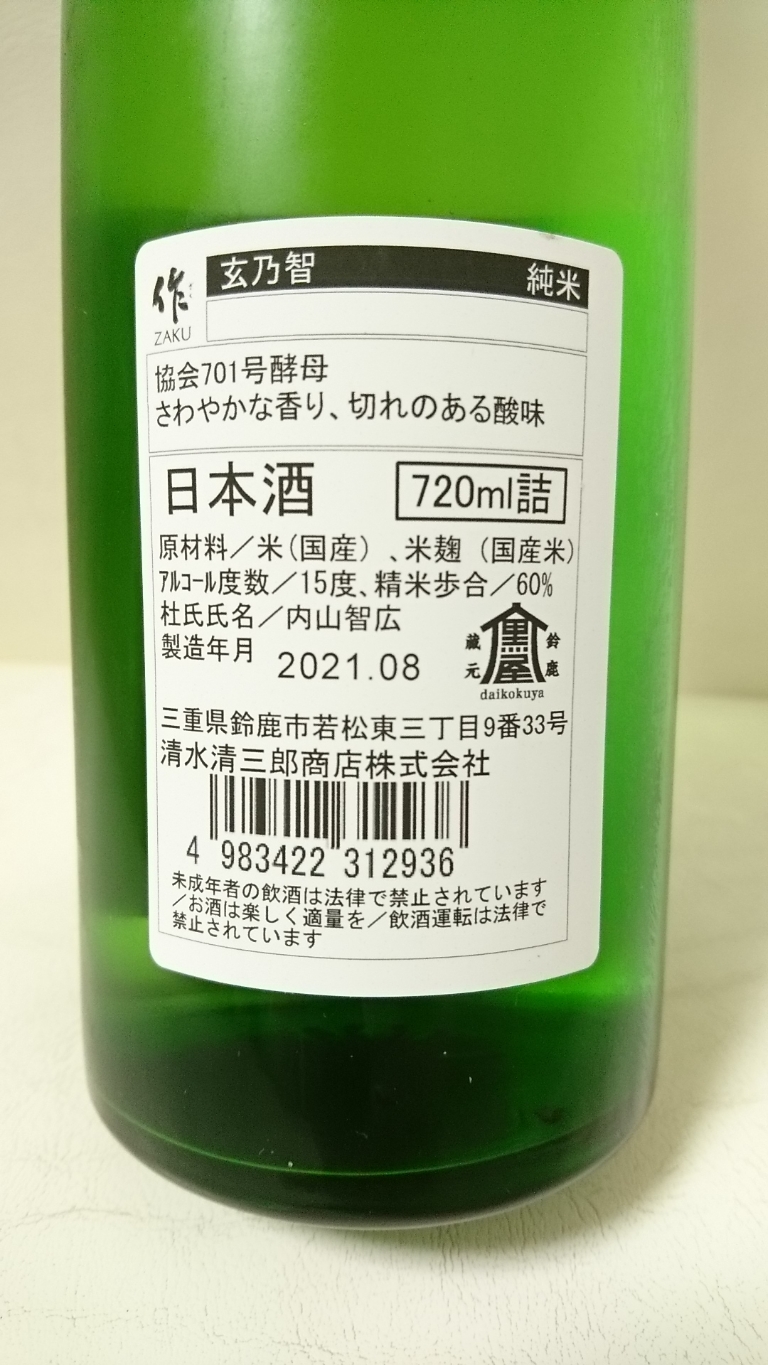 作
ZAKU
玄乃智 純米
協会701号酵母
さわやかな香り、切れのある酸味
日本酒 720ml詰
原材料／米（国産）、米麹（国産米）
ｱﾙｺｰﾙ度数／15度、精米歩合／60%
杜氏氏名／内山智広
製造年月 2021.08
蔵元 黒屋 鈴鹿
daikokuya
三重県鈴鹿市若松東三丁目9番33号
清水清三郎商店株式会社
4 983422 312936
未成年者の飲酒は法律で禁止されています
／お酒は楽しく適量を／飲酒運転は法律で
禁止されています